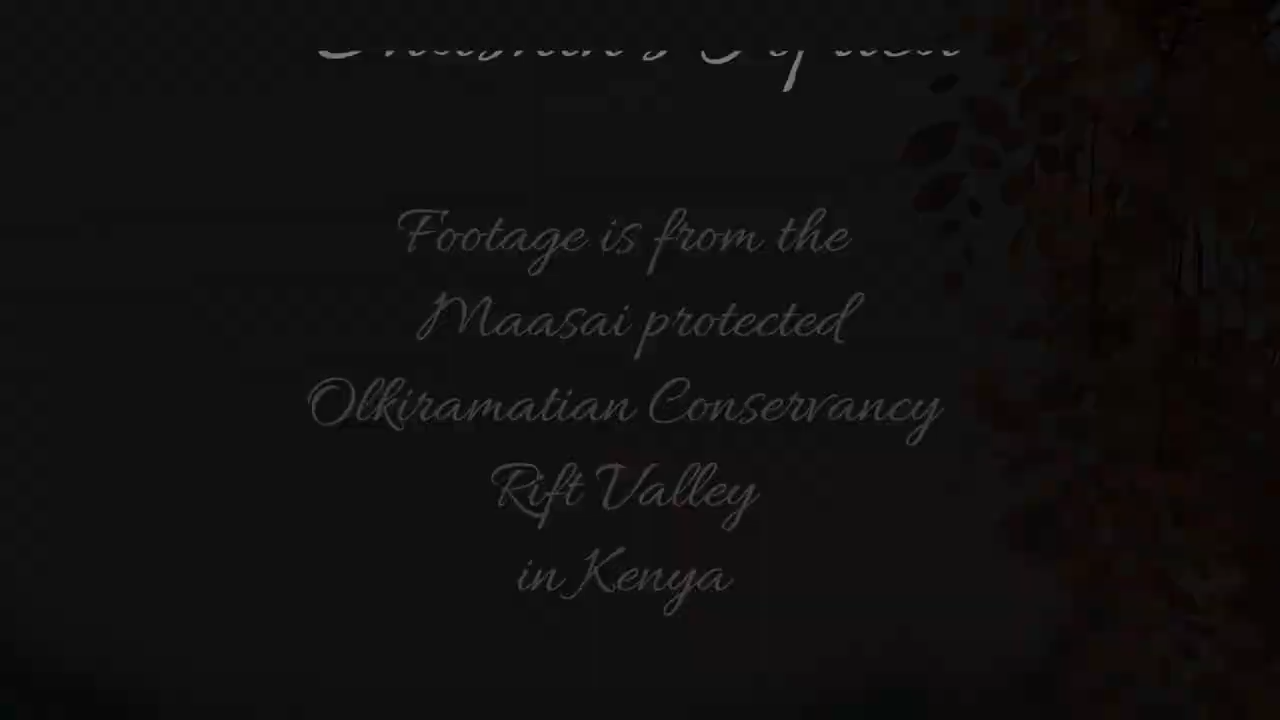 Footage is from the
Maasai protected
Olkiramatian Conservancy
Rift Valley
in Kenya